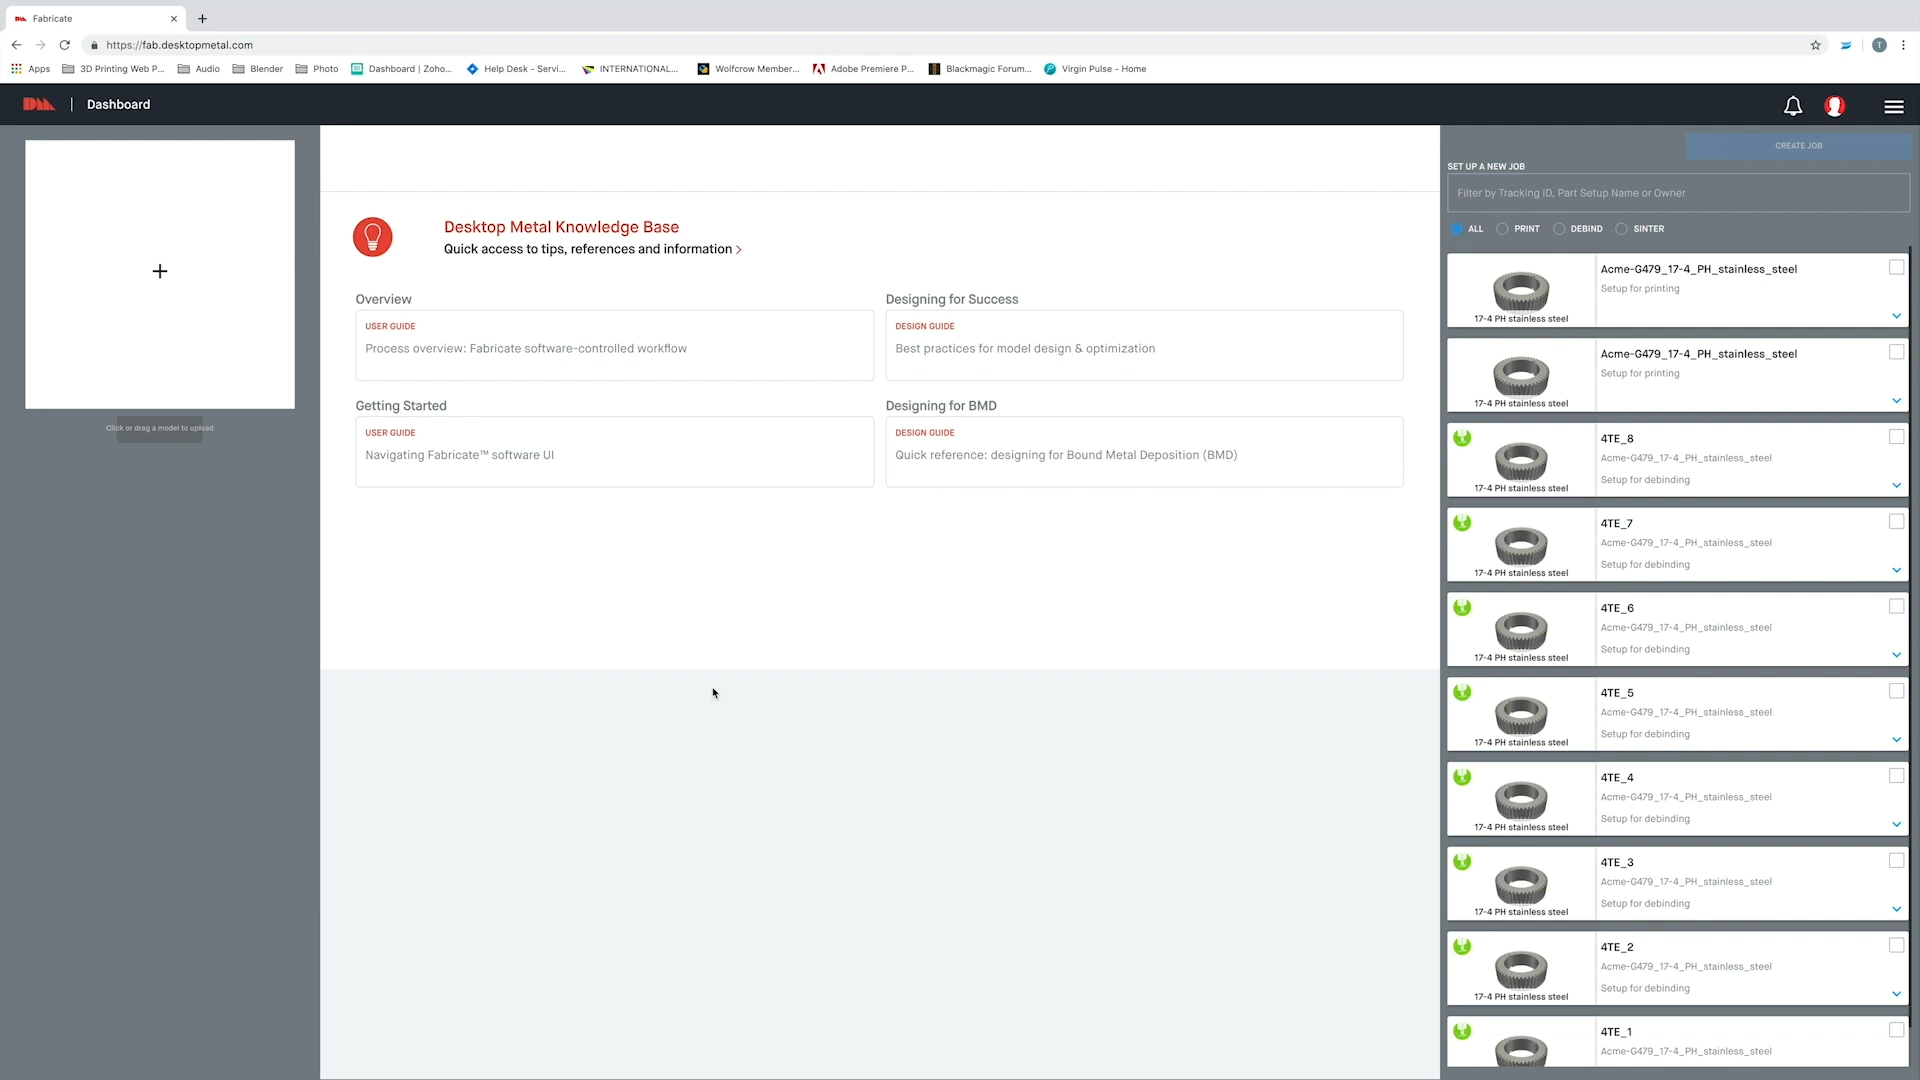 Fabricate
https://fab.desktopmetal.com
Apps
3D Printing Web P...
Audio
Blender
Photo
Dashboard | Zoho...
Help Desk - Servi...
INTERNATIONAL...
Wolfcrow Member...
Adobe Premiere P...
Blackmagic Forum...
Virgin Pulse - Home
T
DM
Dashboard
Click or drag a model to upload
Desktop Metal Knowledge Base
Quick access to tips, references and information
Overview
USER GUIDE
Process overview: Fabricate software-controlled workflow
Designing for Success
DESIGN GUIDE
Best practices for model design & optimization
Getting Started
USER GUIDE
Navigating Fabricate™ software UI
Designing for BMD
DESIGN GUIDE
Quick reference: designing for Bound Metal Deposition (BMD)
CREATE JOB
SET UP A NEW JOB
Filter by Tracking ID, Part Setup Name or Owner
ALL
PRINT
DEBIND
SINTER
17-4 PH stainless steel
Acme-G479_17-4_PH_stainless_steel
Setup for printing
17-4 PH stainless steel
Acme-G479_17-4_PH_stainless_steel
Setup for printing
17-4 PH stainless steel
4TE_8
Acme-G479_17-4_PH_stainless_steel
Setup for debinding
17-4 PH stainless steel
4TE_7
Acme-G479_17-4_PH_stainless_steel
Setup for debinding
17-4 PH stainless steel
4TE_6
Acme-G479_17-4_PH_stainless_steel
Setup for debinding
17-4 PH stainless steel
4TE_5
Acme-G479_17-4_PH_stainless_steel
Setup for debinding
17-4 PH stainless steel
4TE_4
Acme-G479_17-4_PH_stainless_steel
Setup for debinding
17-4 PH stainless steel
4TE_3
Acme-G479_17-4_PH_stainless_steel
Setup for debinding
17-4 PH stainless steel
4TE_2
Acme-G479_17-4_PH_stainless_steel
Setup for debinding
17-4 PH stainless steel
4TE_1
Acme-G479_17-4_PH_stainless_steel